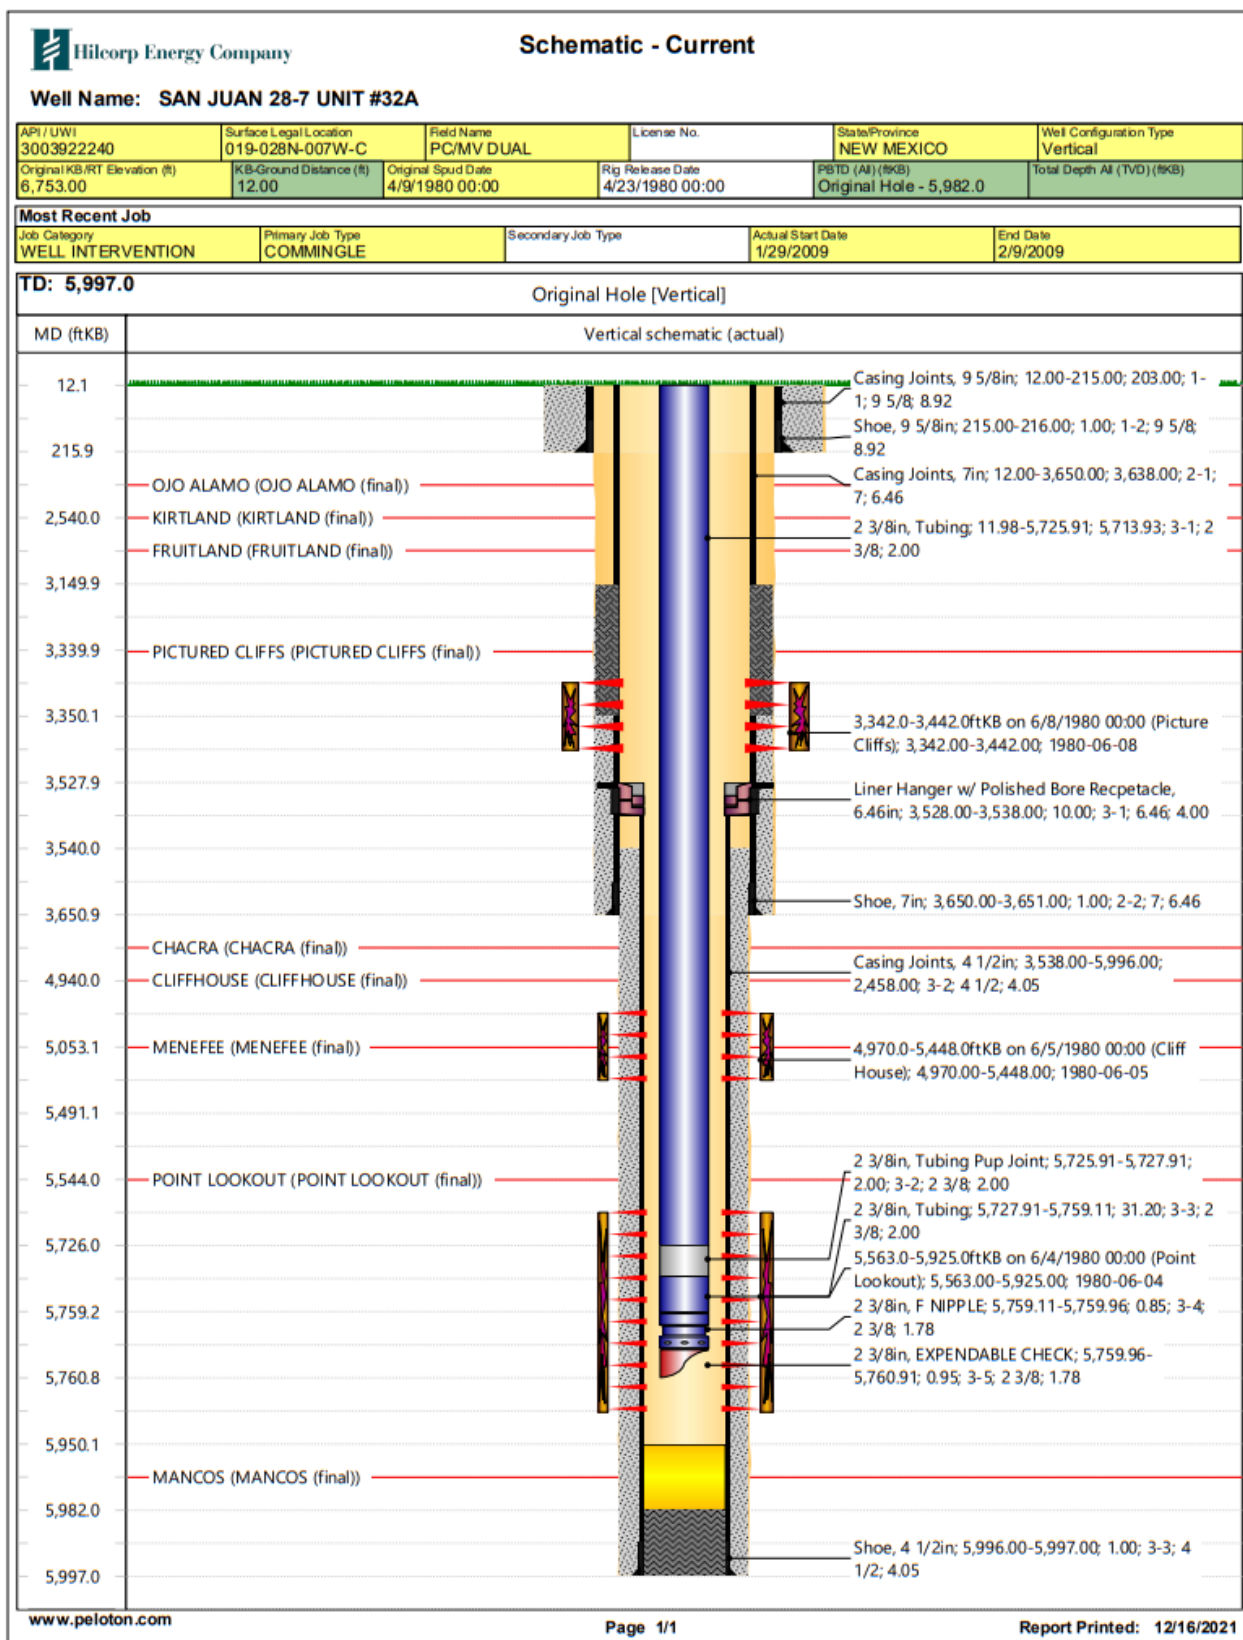 Hilcorp Energy Company
Schematic - Current
Well Name: SAN JUAN 28-7 UNIT #32A
API / UWI
3003922240
Surface Legal Location
019-028N-007W-C
Field Name
PC/MV DUAL
License No.
State/Province
NEW MEXICO
Well Configuration Type
Vertical
Original KB/RT Elevation (ft)
6,753.00
KB-Ground Distance (ft)
12.00
Original Spud Date
4/9/1980 00:00
Rig Release Date
4/23/1980 00:00
PBTD (All) (ftKB)
Original Hole - 5,982.0
Total Depth All (TVD) (ftKB)
Most Recent Job
Job Category
WELL INTERVENTION
Primary Job Type
COMMINGLE
Secondary Job Type
Actual Start Date
1/29/2009
End Date
2/9/2009
TD: 5,997.0
Original Hole [Vertical]
MD (ftKB)
Vertical schematic (actual)
12.1
Casing Joints, 9 5/8in; 12.00-215.00; 203.00; 1-
1; 9 5/8; 8.92
Shoe, 9 5/8in; 215.00-216.00; 1.00; 1-2; 9 5/8;
8.92
215.9
OJO ALAMO (OJO ALAMO (final))
Casing Joints, 7in; 12.00-3,650.00; 3,638.00; 2-1;
7; 6.46
2,540.0
KIRTLAND (KIRTLAND (final))
2 3/8in, Tubing; 11.98-5,725.91; 5,713.93; 3-1; 2
3/8; 2.00
FRUITLAND (FRUITLAND (final))
3,149.9
3,339.9
PICTURED CLIFFS (PICTURED CLIFFS (final))
3,350.1
3,342.0-3,442.0ftKB on 6/8/1980 00:00 (Picture
Cliffs); 3,342.00-3,442.00; 1980-06-08
3,527.9
Liner Hanger w/ Polished Bore Recpetacle,
6.46in; 3,528.00-3,538.00; 10.00; 3-1; 6.46; 4.00
3,540.0
Shoe, 7in; 3,650.00-3,651.00; 1.00; 2-2; 7; 6.46
3,650.9
CHACRA (CHACRA (final))
4,940.0
CLIFFHOUSE (CLIFFHOUSE (final))
Casing Joints, 4 1/2in; 3,538.00-5,996.00;
2,458.00; 3-2; 4 1/2; 4.05
5,053.1
MENEFEE (MENEFEE (final))
4,970.0-5,448.0ftKB on 6/5/1980 00:00 (Cliff
House); 4,970.00-5,448.00; 1980-06-05
5,491.1
5,544.0
POINT LOOKOUT (POINT LOOKOUT (final))
2 3/8in, Tubing Pup Joint; 5,725.91-5,727.91;
2.00; 3-2; 2 3/8; 2.00
2 3/8in, Tubing; 5,727.91-5,759.11; 31.20; 3-3; 2
3/8; 2.00
5,726.0
5,563.0-5,925.0ftKB on 6/4/1980 00:00 (Point
Lookout); 5,563.00-5,925.00; 1980-06-04
5,759.2
2 3/8in, F NIPPLE; 5,759.11-5,759.96; 0.85; 3-4;
2 3/8; 1.78
2 3/8in, EXPENDABLE CHECK; 5,759.96-
5,760.91; 0.95; 3-5; 2 3/8; 1.78
5,760.8
5,950.1
MANCOS (MANCOS (final))
5,982.0
Shoe, 4 1/2in; 5,996.00-5,997.00; 1.00; 3-3; 4
1/2; 4.05
5,997.0
www.peloton.com
Page 1/1
Report Printed: 12/16/2021